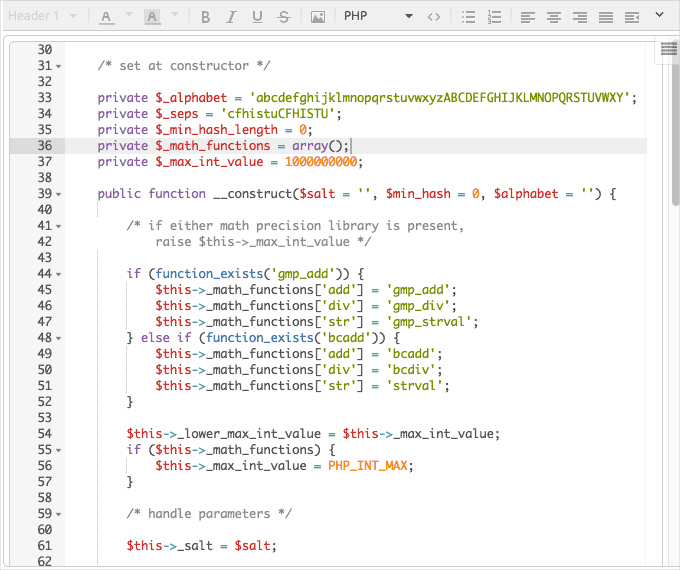 Header 1 A A B I U S PHP <>
30
31 /* set at constructor */
32
33 private $_alphabet = 'abcdefghijklmnopqrstuvwxyzABCDEFGHIJKLMNOPQRSTUVWXY';
34 private $_seps = 'cfhistuCFHISTU';
35 private $_min_hash_length = 0;
36 private $_math_functions = array();
37 private $_max_int_value = 1000000000;
38
39 public function __construct($salt = '', $min_hash = 0, $alphabet = '') {
40
41 /* if either math precision library is present,
42 raise $this->_max_int_value */
43
44 if (function_exists('gmp_add')) {
45 $this->_math_functions['add'] = 'gmp_add';
46 $this->_math_functions['div'] = 'gmp_div';
47 $this->_math_functions['str'] = 'gmp_strval';
48 } else if (function_exists('bcadd')) {
49 $this->_math_functions['add'] = 'bcadd';
50 $this->_math_functions['div'] = 'bcdiv';
51 $this->_math_functions['str'] = 'strval';
52 }
53
54 $this->_lower_max_int_value = $this->_max_int_value;
55 if ($this->_math_functions) {
56 $this->_max_int_value = PHP_INT_MAX;
57 }
58
59 /* handle parameters */
60
61 $this->_salt = $salt;
62